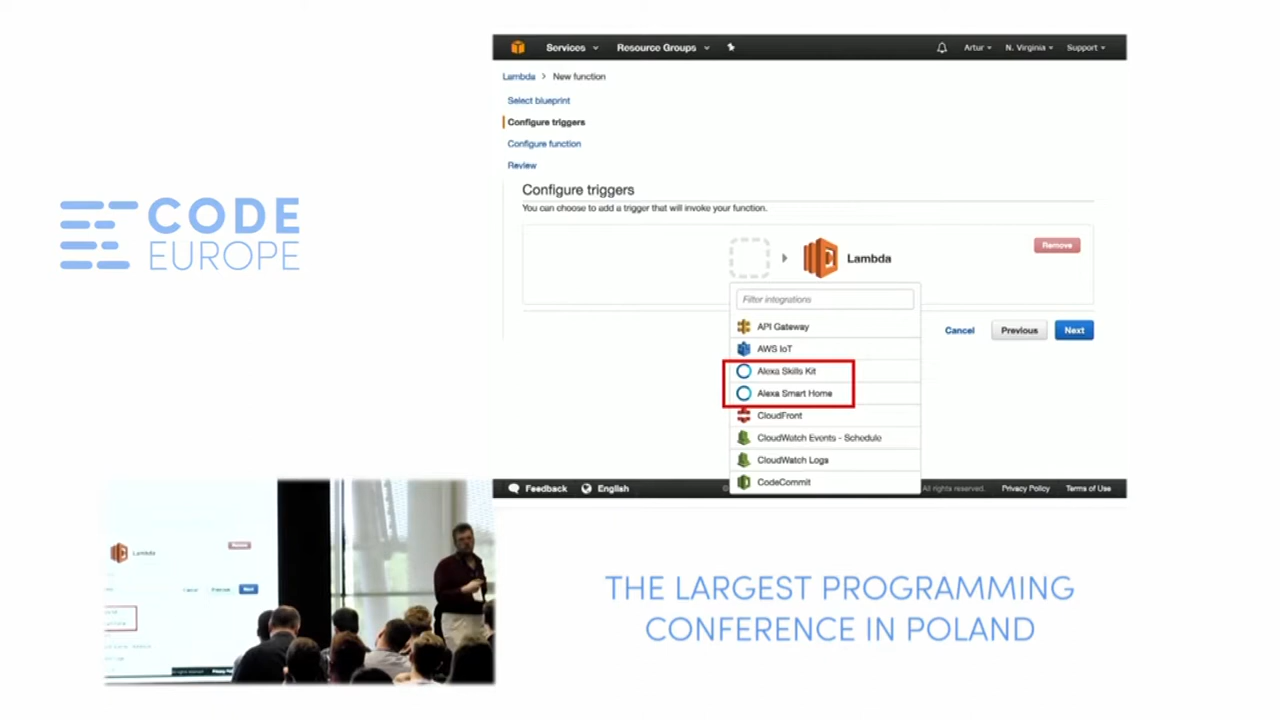 Services
Resource Groups
Artur
N. Virginia
Support
Lambda > New function
Select blueprint
Configure triggers
Configure function
Review
Configure triggers
You can choose to add a trigger that will invoke your function.
Remove
Lambda
Filter integrations
API Gateway
AWS IoT
Alexa Skills Kit
Alexa Smart Home
CloudFront
CloudWatch Events - Schedule
CloudWatch Logs
CodeCommit
Cancel
Previous
Next
Feedback
English
All rights reserved.
Privacy Policy
Terms of Use
CODE
EUROPE
Lambda
Next
THE LARGEST PROGRAMMING
CONFERENCE IN POLAND